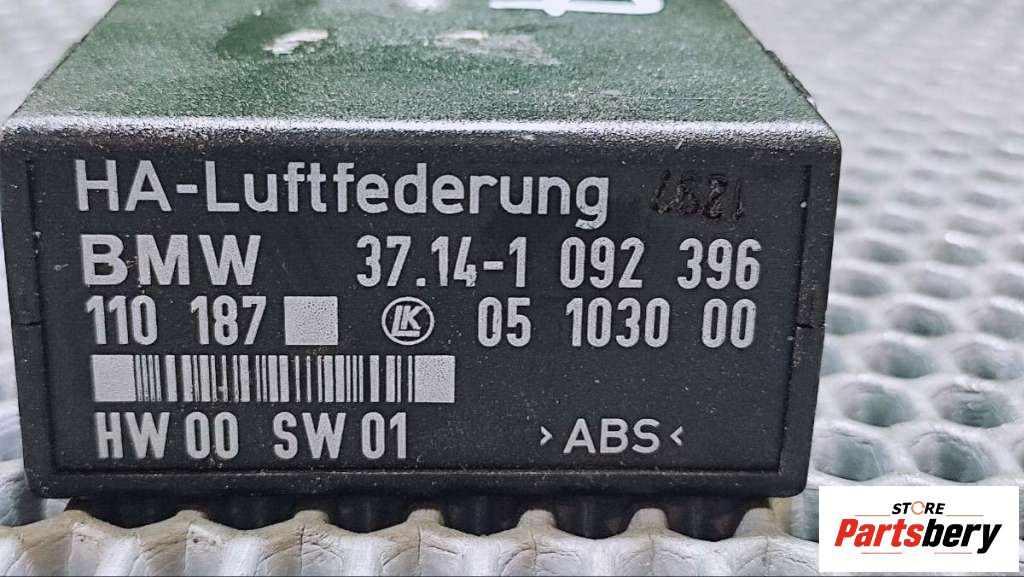 HA-Luftfederung
BMW 37.14-1 092 396
110 187 LK 05 1030 00
HW 00 SW 01 >ABS<
STORE
Partsbery